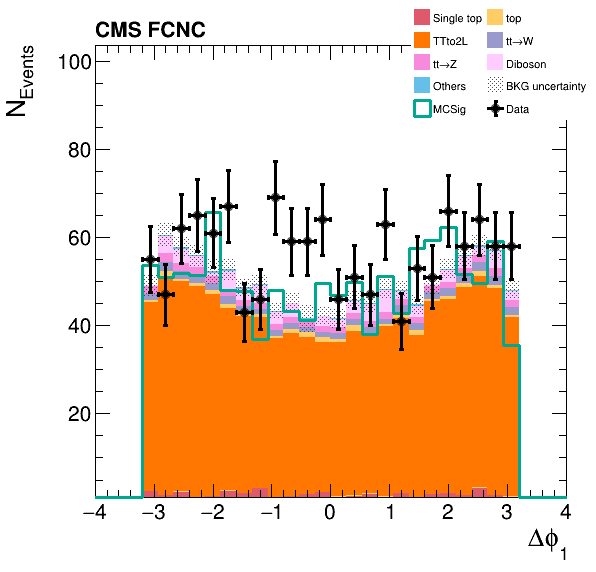 CMS FCNC
Single top
top
TTto2L
tt→W
tt→Z
Diboson
Others
BKG uncertainty
MCSig
Data
N_Events
100
80
60
40
20
−4 −3 −2 −1 0 1 2 3 4
Δϕ_1